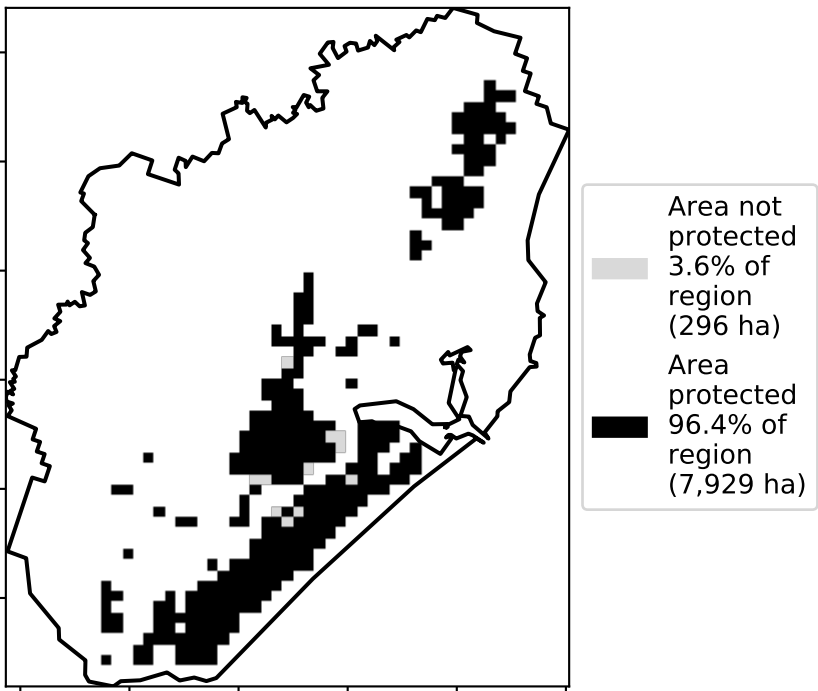 Area not
protected
3.6% of
region
(296 ha)
Area
protected
96.4% of
region
(7,929 ha)